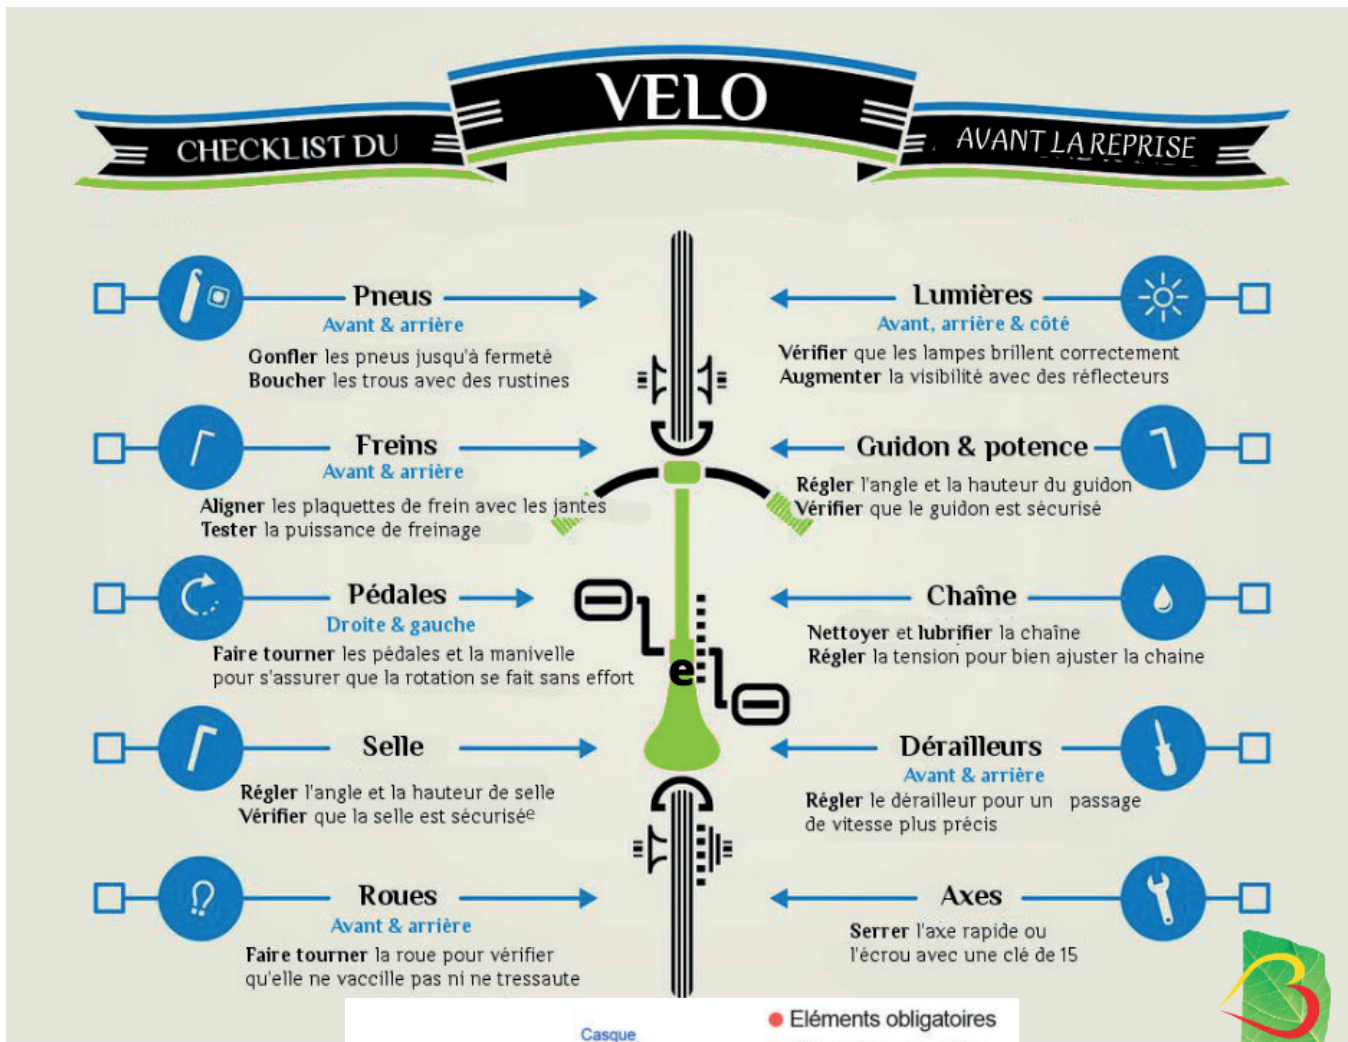 CHECKLIST DU
VELO
AVANT LA REPRISE
Pneus
Avant & arrière
Gonfler les pneus jusqu'à fermeté
Boucher les trous avec des rustines
Freins
Avant & arrière
Aligner les plaquettes de frein avec les jantes
Tester la puissance de freinage
Pédales
Droite & gauche
Faire tourner les pédales et la manivelle
pour s'assurer que la rotation se fait sans effort
Selle
Régler l'angle et la hauteur de selle
Vérifier que la selle est sécurisée
Roues
Avant & arrière
Faire tourner la roue pour vérifier
qu'elle ne vaccille pas ni ne tressaute
e
Lumières
Avant, arrière & côté
Vérifier que les lampes brillent correctement
Augmenter la visibilité avec des réflecteurs
Guidon & potence
Régler l'angle et la hauteur du guidon
Vérifier que le guidon est sécurisé
Chaîne
Nettoyer et lubrifier la chaîne
Régler la tension pour bien ajuster la chaine
Dérailleurs
Avant & arrière
Régler le dérailleur pour un passage
de vitesse plus précis
Axes
Serrer l'axe rapide ou
l'écrou avec une clé de 15
Eléments obligatoires
Casque